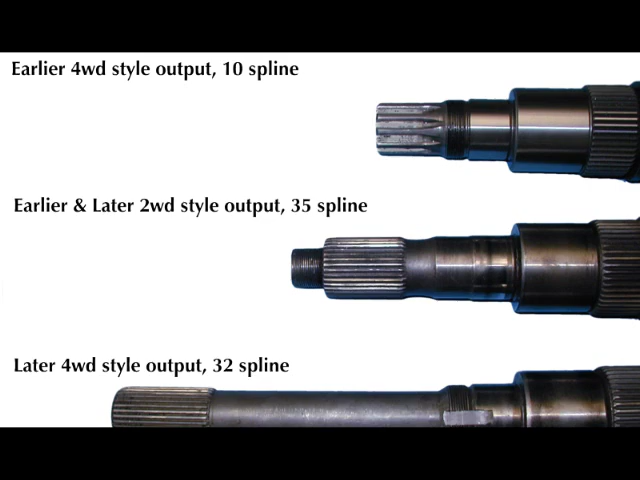 Earlier 4wd style output, 10 spline
Earlier & Later 2wd style output, 35 spline
Later 4wd style output, 32 spline